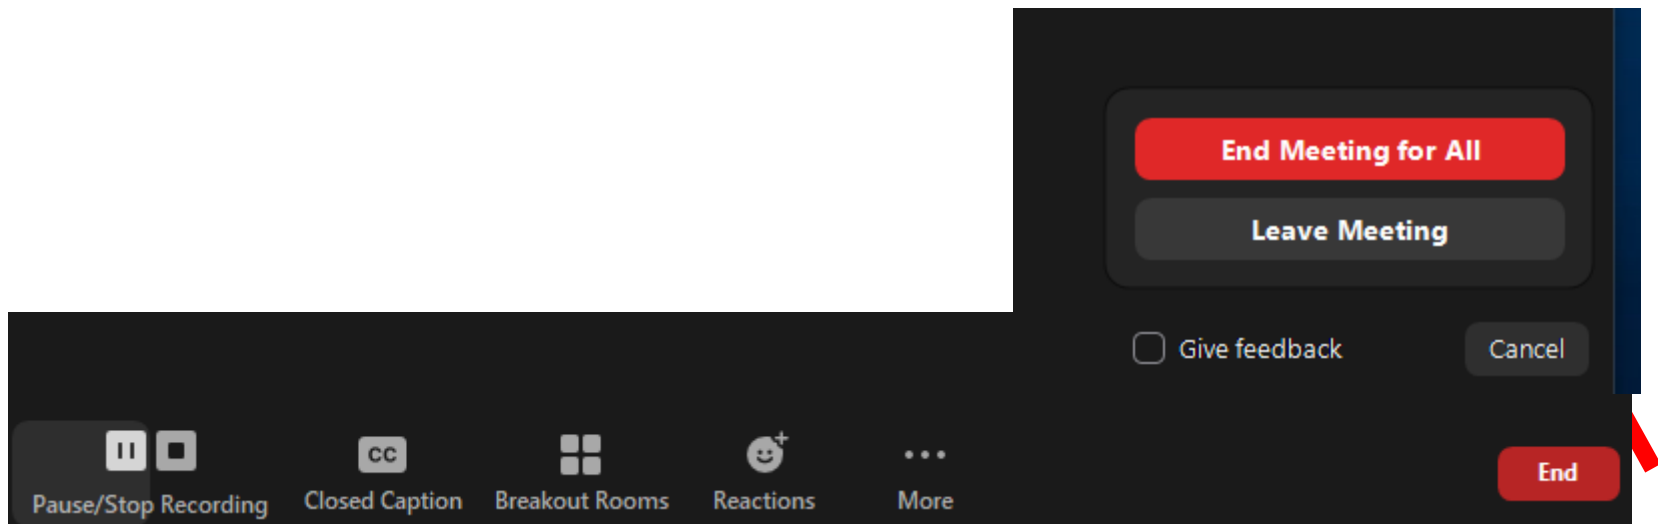 End Meeting for All
Leave Meeting
Give feedback
Cancel
CC
Pause/Stop Recording
Closed Caption
Breakout Rooms
Reactions
More
End